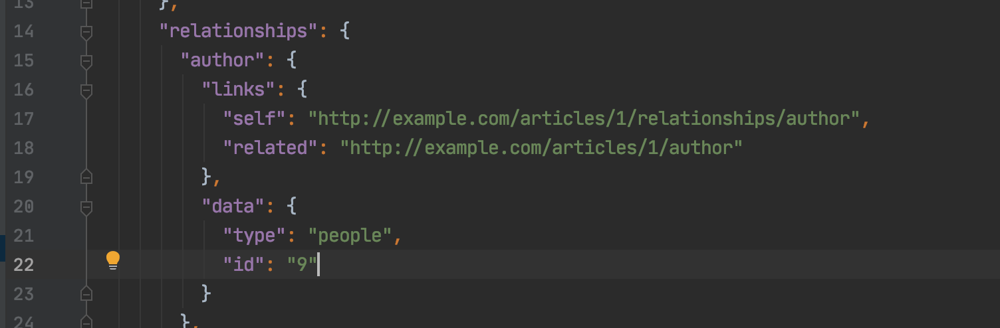 13 },
14 "relationships": {
15 "author": {
16 "links": {
17 "self": "http://example.com/articles/1/relationships/author",
18 "related": "http://example.com/articles/1/author"
19 },
20 "data": {
21 "type": "people",
22 "id": "9"
23 }
24 },